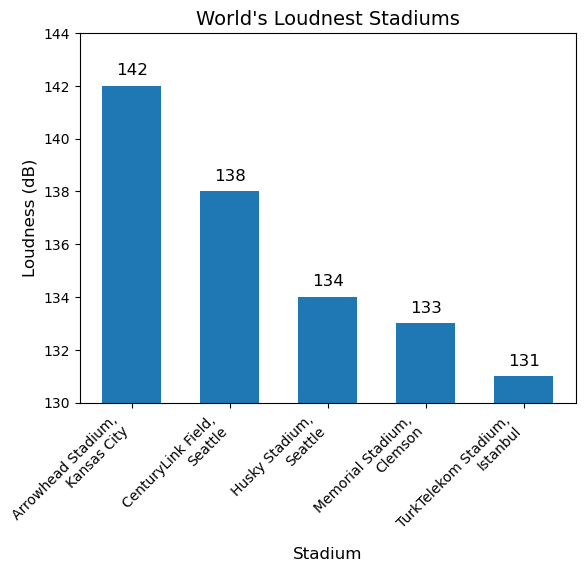 World's Loudnest Stadiums
144
142
140
138
136
134
132
130
Loudness (dB)
142
138
134
133
131
Arrowhead Stadium,
Kansas City
CenturyLink Field,
Seattle
Husky Stadium,
Seattle
Memorial Stadium,
Clemson
TurkTelekom Stadium,
Istanbul
Stadium